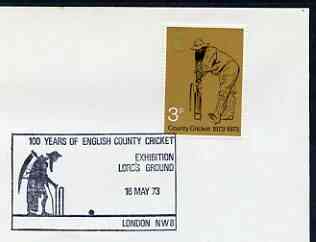 3P
County Cricket 1873-1973
100 YEARS OF ENGLISH COUNTY CRICKET
EXHIBITION
LORD'S GROUND
16 MAY 73
LONDON NW8